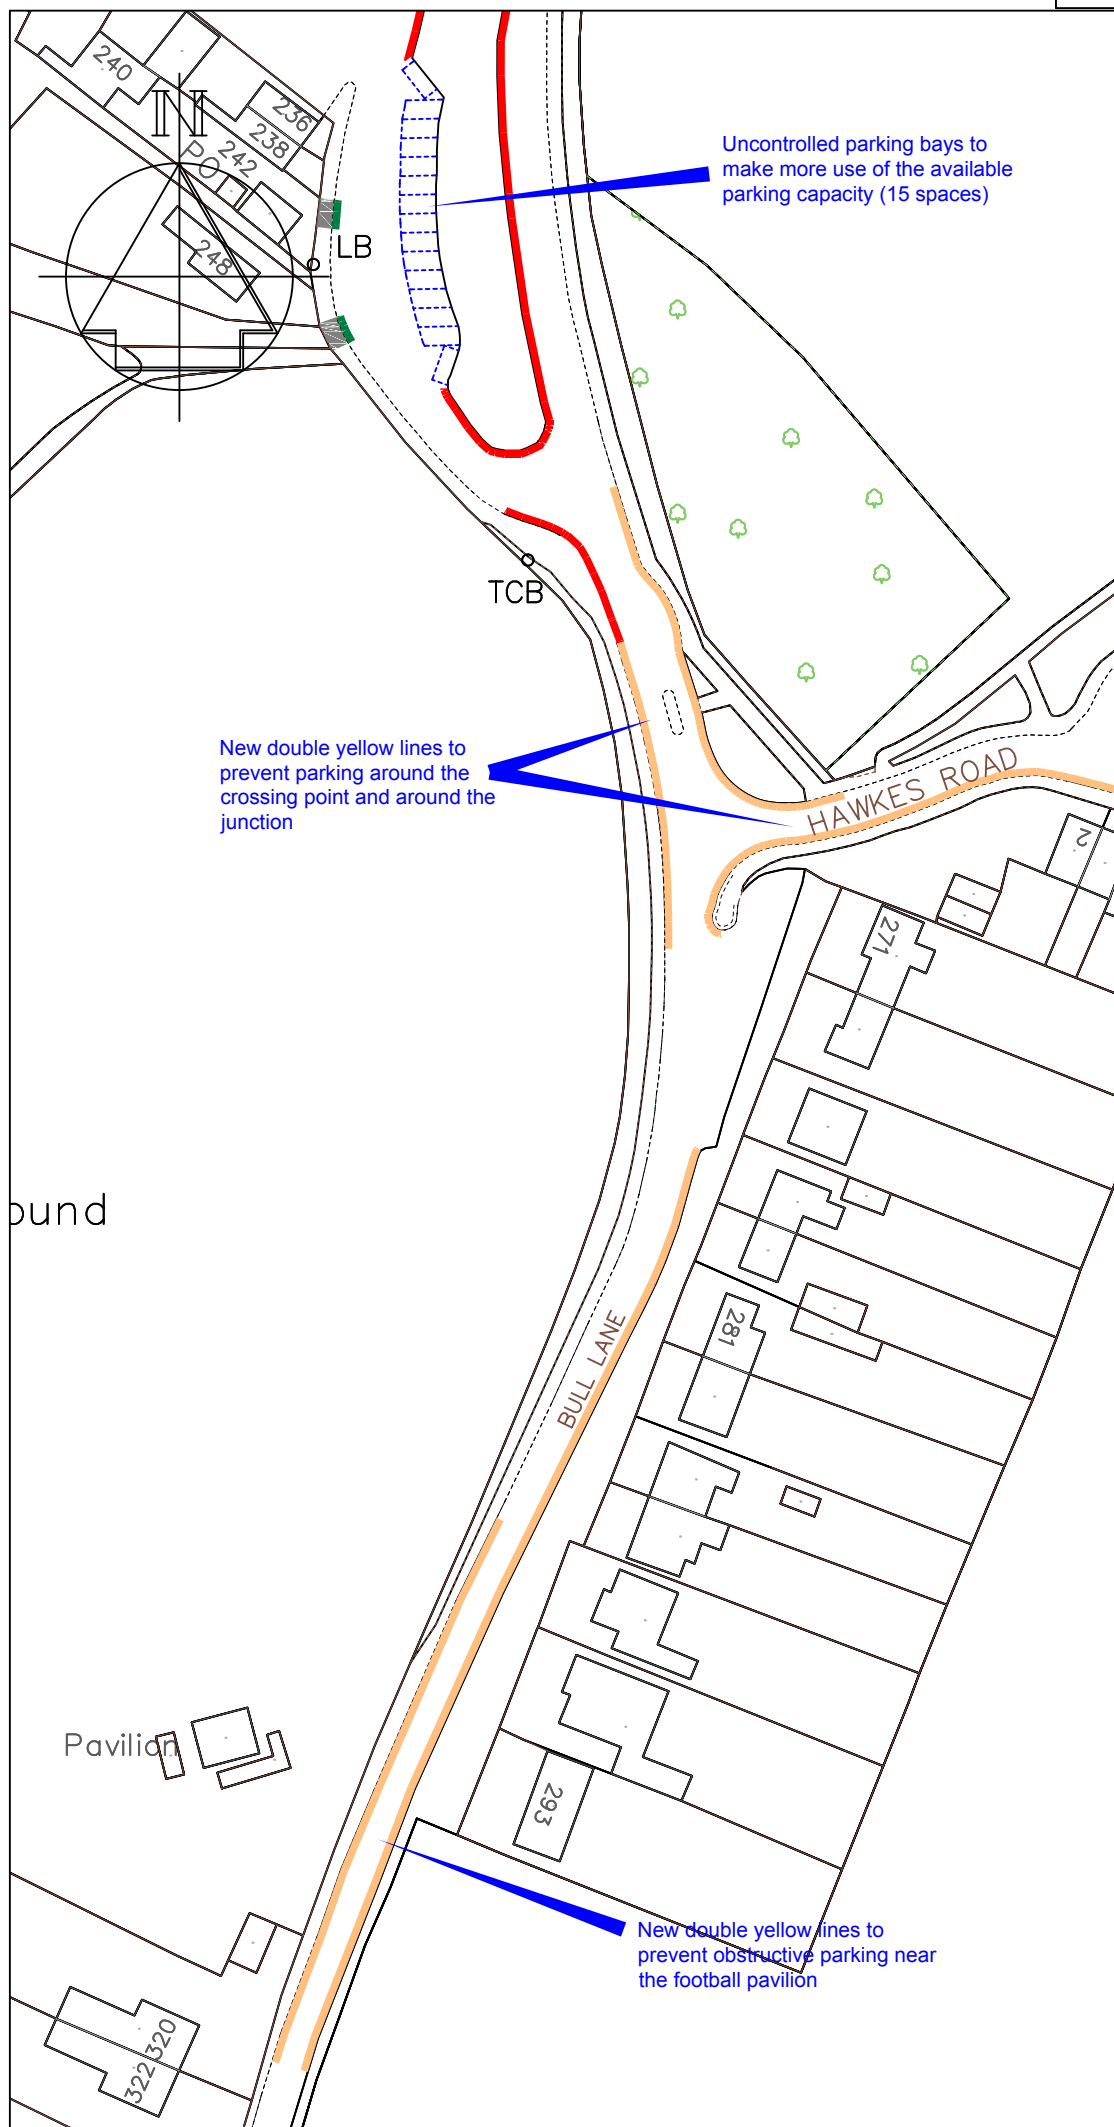 240
N
236
238
242
PO
248
LB
Uncontrolled parking bays to
make more use of the available
parking capacity (15 spaces)
TCB
New double yellow lines to
prevent parking around the
crossing point and around the
junction
HAWKES ROAD
2
271
ound
281
BULL LANE
Pavilion
293
New double yellow lines to
prevent obstructive parking near
the football pavilion
320
322